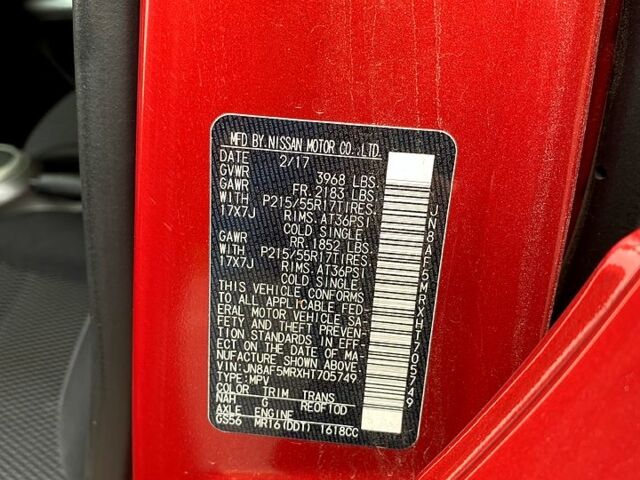 MFD BY.NISSAN MOTOR CO.,LTD.
DATE 2/17
GVWR 3968 LBS.
GAWR FR.2183 LBS.
WITH P215/55R17TIRES.
17X7J RIMS.AT36PSI
COLD SINGLE.
GAWR RR.1852 LBS.
WITH P215/55R17TIRES.
17X7J RIMS.AT36PSI
COLD SINGLE.
THIS VEHICLE CONFORMS
TO ALL APPLICABLE FED-
ERAL MOTOR VEHICLE SA-
FETY AND THEFT PREVEN-
TION STANDARDS IN EFF-
ECT ON THE DATE OF MA-
NUFACTURE SHOWN ABOVE.
VIN:JN8AF5MRXHT705749
TYPE:MPV
COLOR TRIM TRANS
NAH G RE0F10D
AXLE ENGINE
GS56 MR16(DDT) 1618CC
JN8AF5MRXHT705749